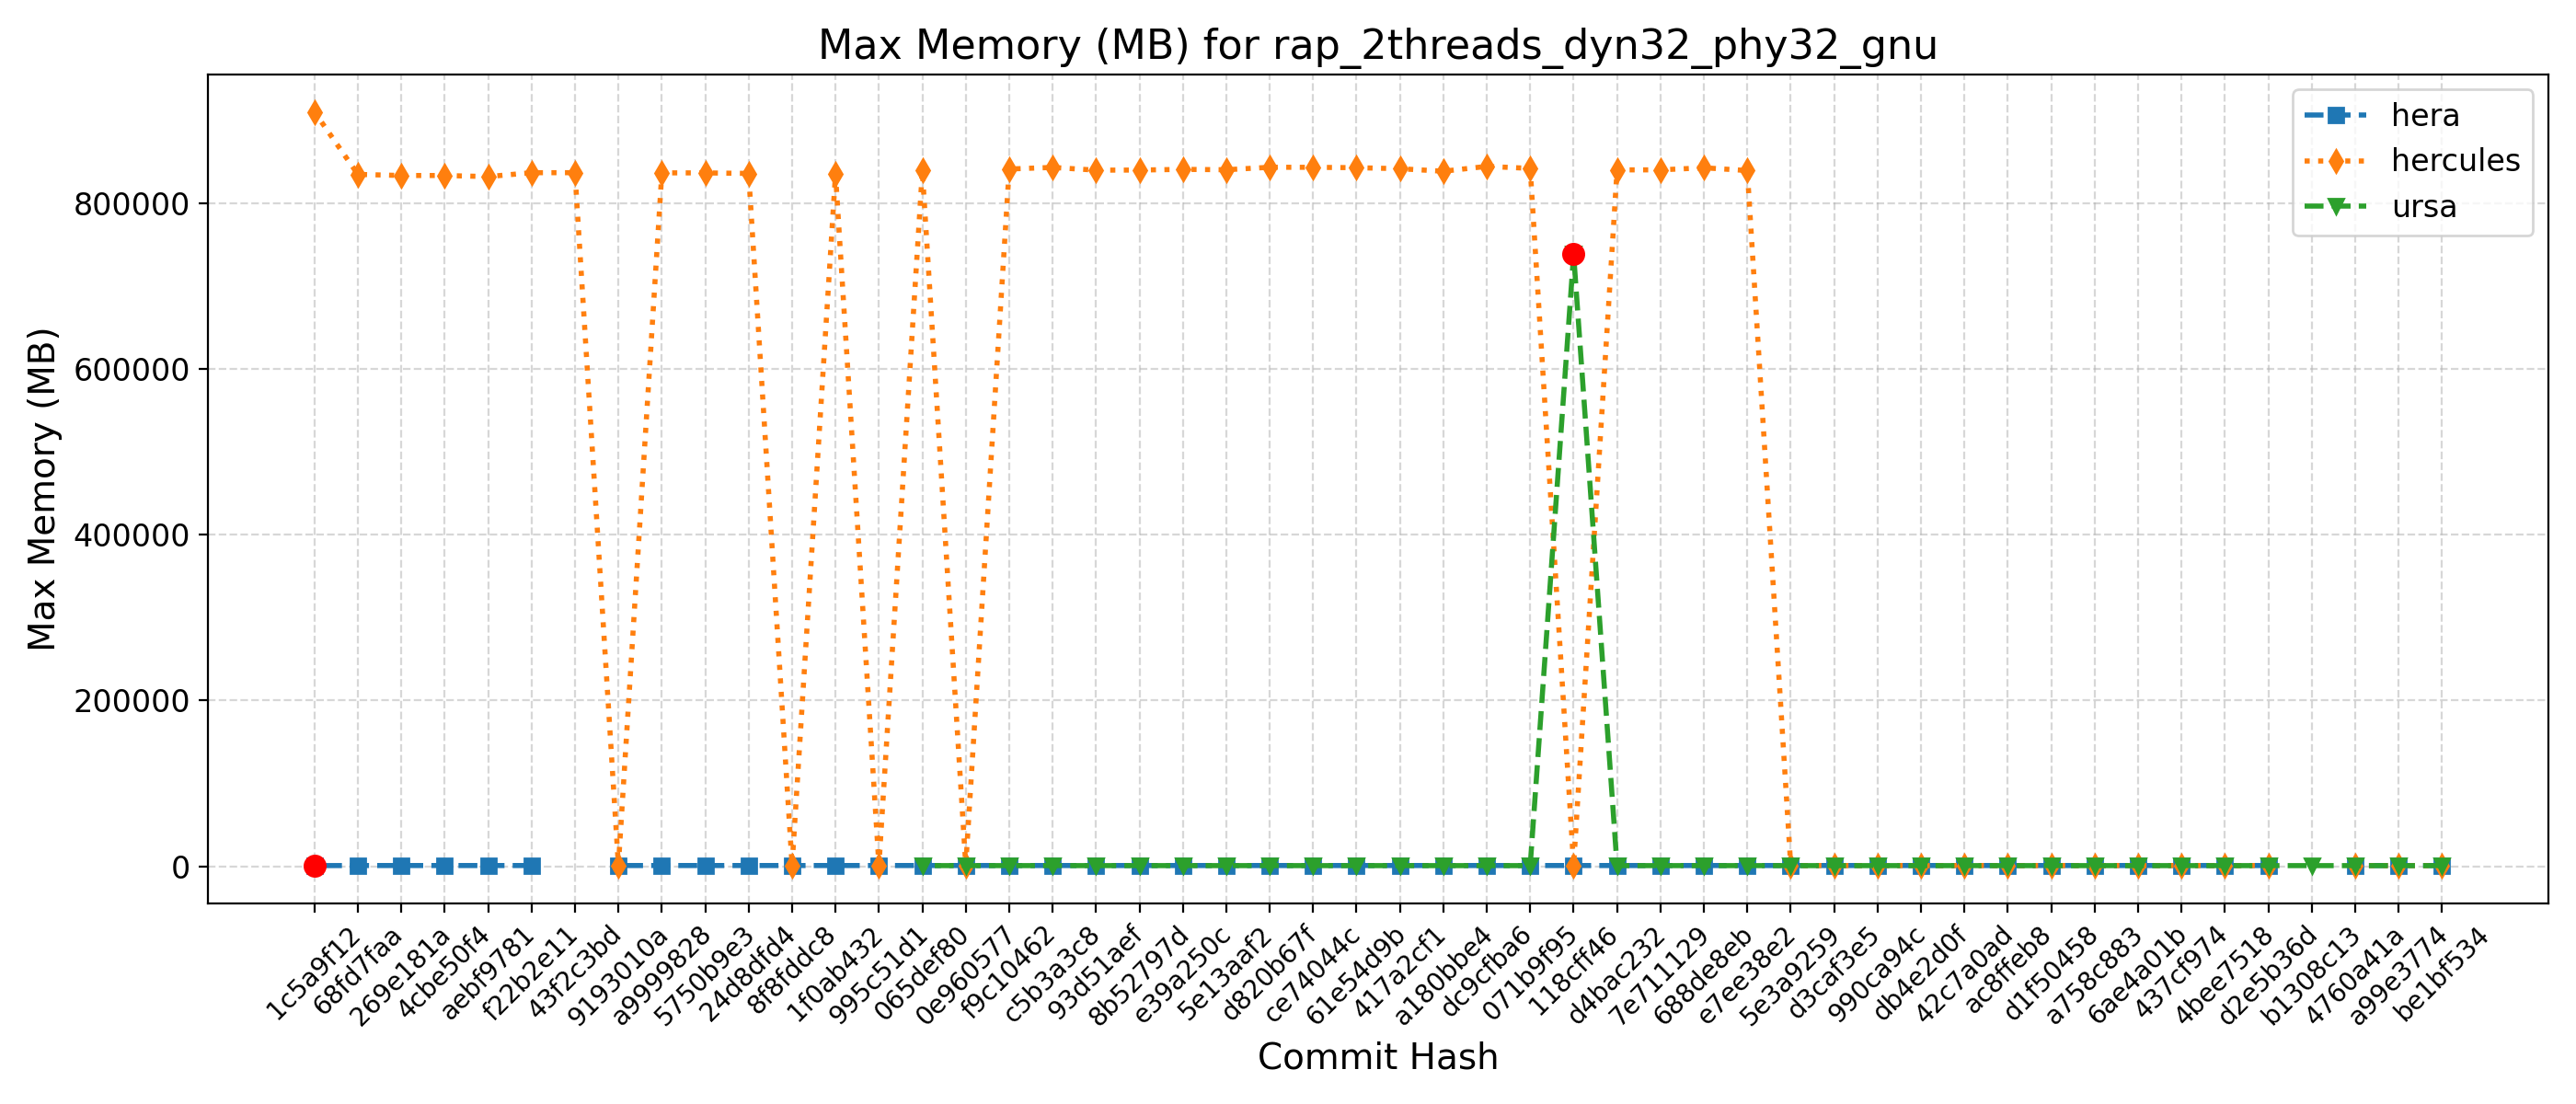 Max Memory (MB) for rap_2threads_dyn32_phy32_gnu
hera
hercules
ursa
Max Memory (MB)
800000
600000
400000
200000
0
1c5a9f12
68fd7faa
269e181a
4cbe50f4
aebf9781
f22b2e11
43f2c3bd
9193010a
a9999828
5750b9e3
24d8dfd4
8f8fddc8
1f0ab432
995c51d1
065def80
0e960577
f9c10462
c5b3a3c8
93d51aef
8b52797d
e39a250c
5e13aaf2
d820b67f
ce74044c
61e54d9b
417a2cf1
a180bbe4
dc9cfba6
071b9f95
118cff46
d4bac232
7e711129
688de8eb
e7ee38e2
5e3a9259
d3caf3e5
990ca94c
db4e2d0f
42c7a0ad
ac8ffeb8
d1f50458
a758c883
6ae4a01b
437cf974
4bee7518
d2e5b36d
b1308c13
4760a41a
a99e3774
be1bf534
Commit Hash